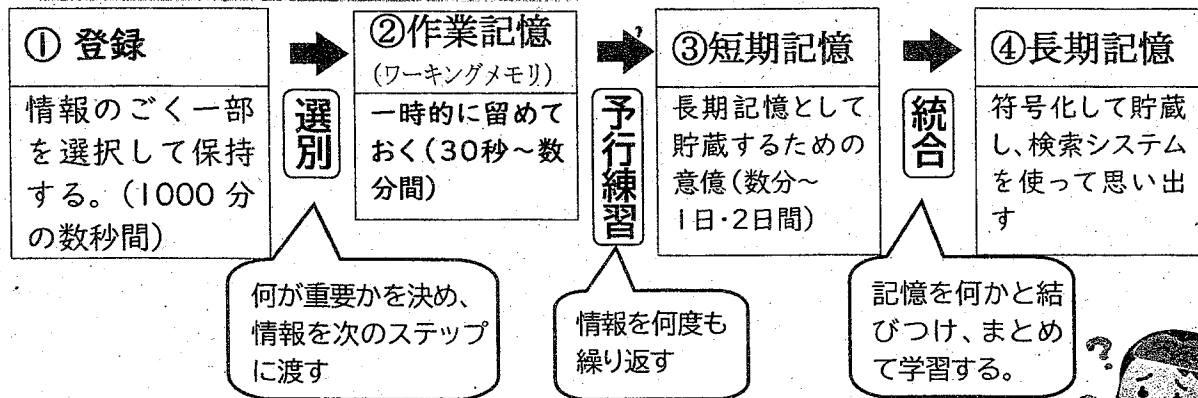 ① 登録
情報のごく一部
を選択して保持
する。(1000 分
の数秒間)
選別
何が重要かを決め、
情報を次のステップ
に渡す
②作業記憶
(ワーキングメモリ)
一時的に留めて
おく(30秒~数
分間)
予行練習
情報を何度も
繰り返す
③短期記憶
長期記憶として
貯蔵するための
意億(数分~
1日・2日間)
統合
記憶を何かと結
びつけ、まとめ
て学習する。
④長期記憶
符号化して貯蔵
し、検索システム
を使って思い出
す
?